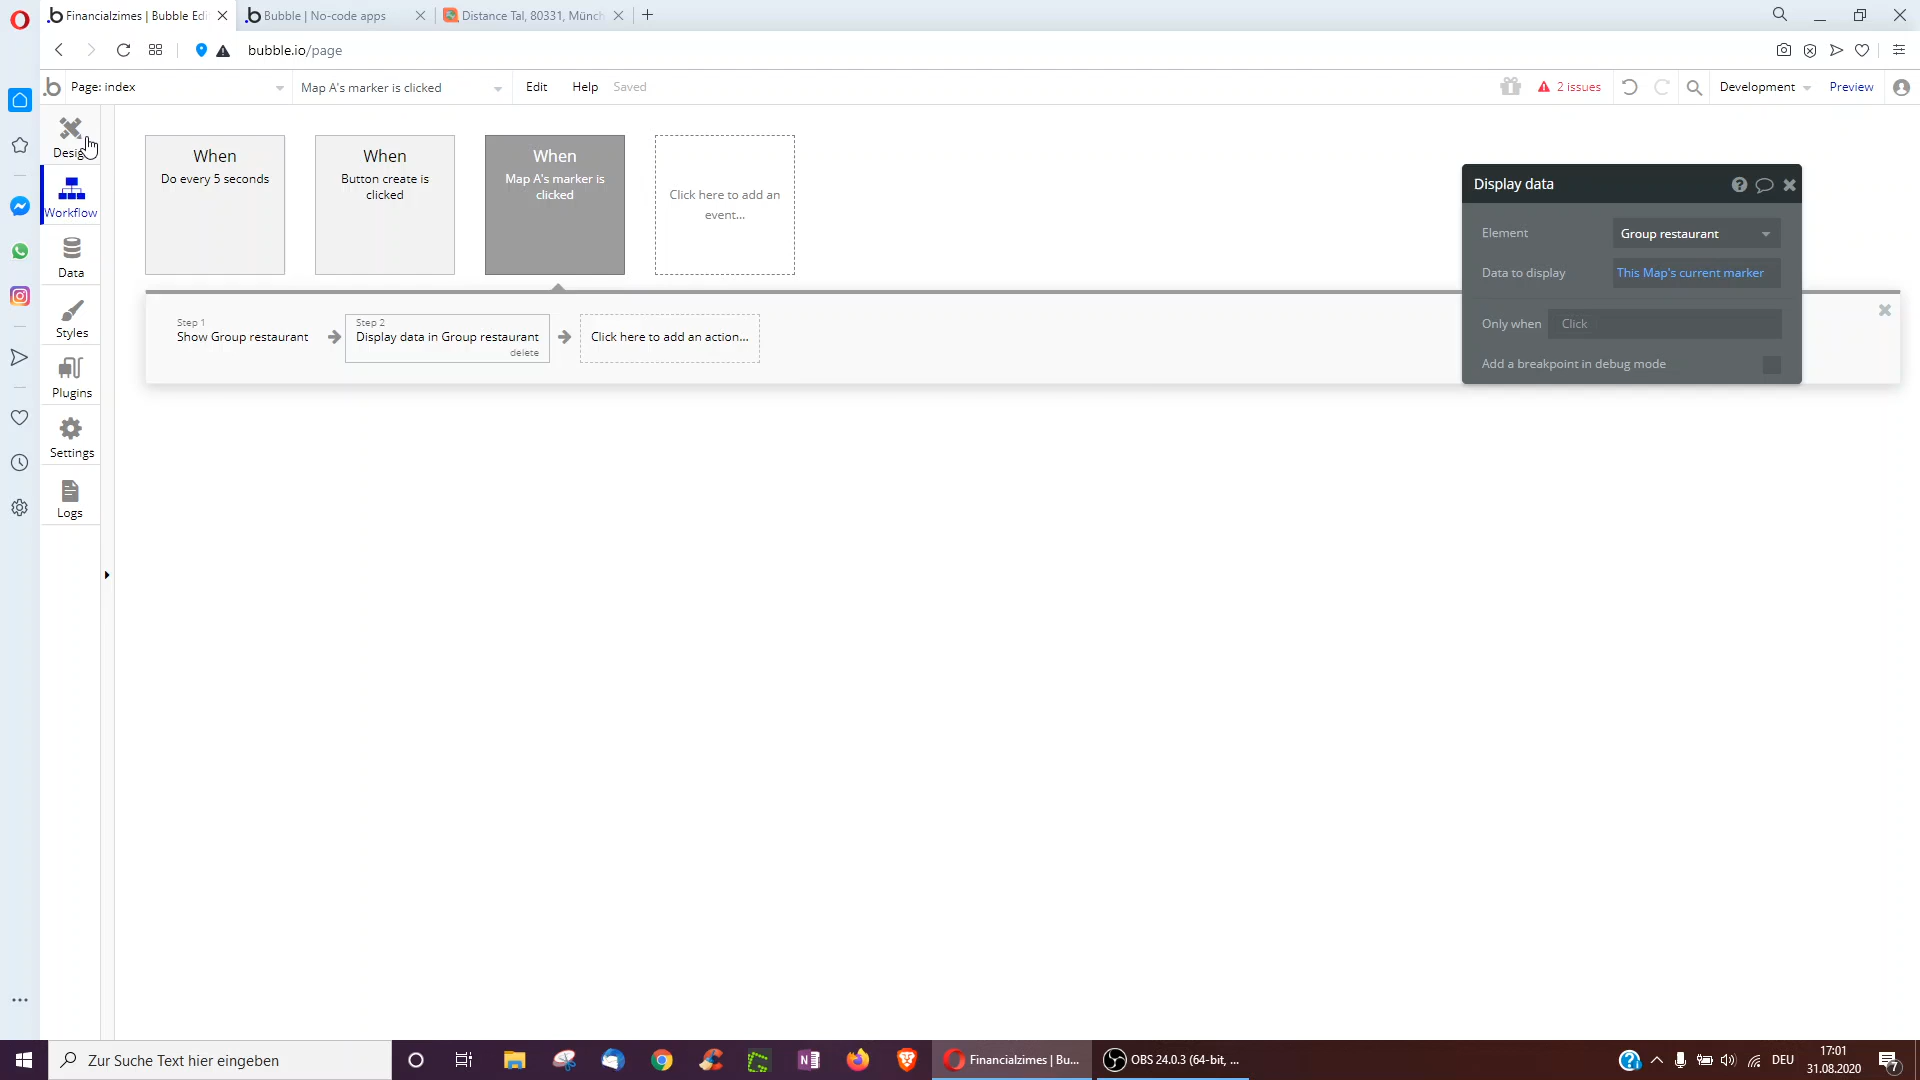 Financialzimes | Bubble Edi
Bubble | No-code apps
Distance Tal, 80331, Münch
bubble.io/page
Page: index
Map A's marker is clicked
Edit
Help
Saved
2 issues
Development
Preview
Design
Workflow
Data
Styles
Plugins
Settings
Logs
When
Do every 5 seconds
When
Button create is
clicked
When
Map A's marker is
clicked
Click here to add an
event...
Step 1
Show Group restaurant
Step 2
Display data in Group restaurant
delete
Click here to add an action...
Display data
Element
Group restaurant
Data to display
This Map's current marker
Only when
Click
Add a breakpoint in debug mode
Zur Suche Text hier eingeben
Financialzimes | Bu...
OBS 24.0.3 (64-bit, ...
DEU
17:01
31.08.2020
7